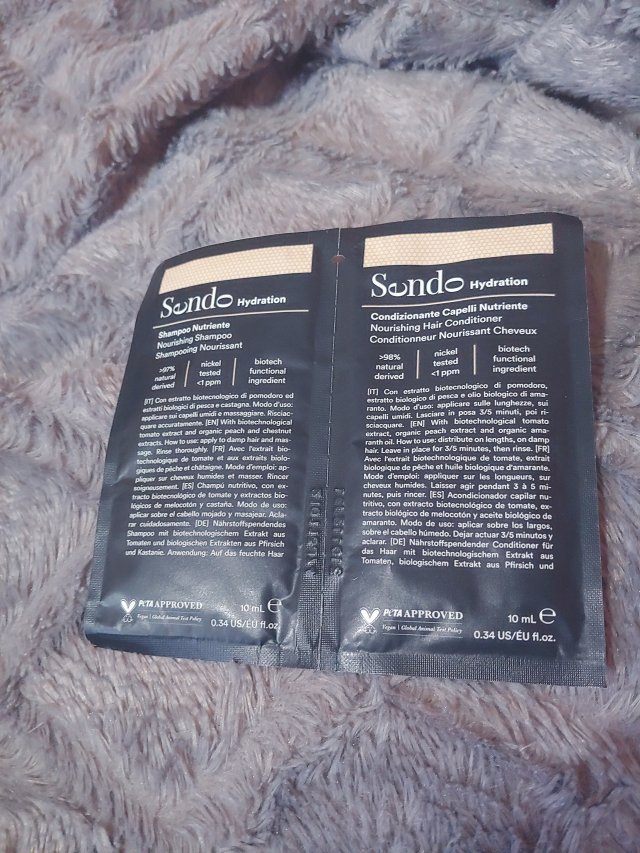 Sendo Hydration
Shampoo Nutriente
Nourishing Shampoo
Shampooing Nourissant
>97%
natural
derived
nickel
tested
<1 ppm
biotech
functional
ingredient
[IT] Con estratto biotecnologico di pomodoro ed
estratti biologici di pesca e castagna. Modo d'uso:
applicare sui capelli umidi e massaggiare. Risciac-
quare accuratamente. [EN] With biotechnological
tomato extract and organic peach and chestnut
extracts. How to use: apply to damp hair and mas-
sage. Rinse thoroughly. [FR] Avec l'extrait bio-
technologique de tomate et aux extraits biolo-
giques de pêche et châtaigne. Mode d'emploi: ap-
pliquer sur cheveux humides et masser. Rincer
soigneusement. [ES] Champú nutritivo, con ex-
tracto biotecnológico de tomate y extractos bio-
lógicos de melocotón y castaña. Modo de uso:
aplicar sobre el cabello mojado y masajear. Acla-
rar cuidadosamente. [DE] Nährstoffspendendes
Shampoo mit biotechnologischem Extrakt aus
Tomaten und biologischen Extrakten aus Pfirsich
und Kastanie. Anwendung: Auf das feuchte Haar
PETA APPROVED
Vegan | Global Animal Test Policy
10 mL e
0.34 US/ÉU fl.oz.
Sendo Hydration
Condizionante Capelli Nutriente
Nourishing Hair Conditioner
Conditionneur Nourissant Cheveux
>98%
natural
derived
nickel
tested
<1 ppm
biotech
functional
ingredient
[IT] Con estratto biotecnologico di pomodoro,
estratto biologico di pesca e olio biologico di ama-
ranto. Modo d'uso: applicare sulle lunghezze, sui
capelli umidi. Lasciare in posa 3/5 minuti, poi ri-
sciacquare. [EN] With biotechnological tomato
extract, organic peach extract and organic ama-
ranth oil. How to use: distribute on lengths, on damp
hair. Leave in place for 3/5 minutes, then rinse. [FR]
Avec l'extrait biotechnologique de tomate, extrait
biologique de pêche et huile biologique d'amarante.
Mode d'emploi: appliquer sur les longueurs, sur
cheveux humides. Laisser agir pendant 3 à 5 mi-
nutes, puis rincer. [ES] Acondicionador capilar nu-
tritivo, con extracto biotecnológico de tomate, ex-
tracto biológico de melocotón y aceite biológico de
amaranto. Modo de uso: aplicar sobre los largos,
sobre el cabello húmedo. Dejar actuar 3/5 minutos y
aclarar. [DE] Nährstoffspendender Conditioner für
das Haar mit biotechnologischem Extrakt aus
Tomaten, biologischem Extrakt aus Pfirsich und
PETA APPROVED
Vegan | Global Animal Test Policy
10 mL e
0.34 US/ÉU fl.oz.